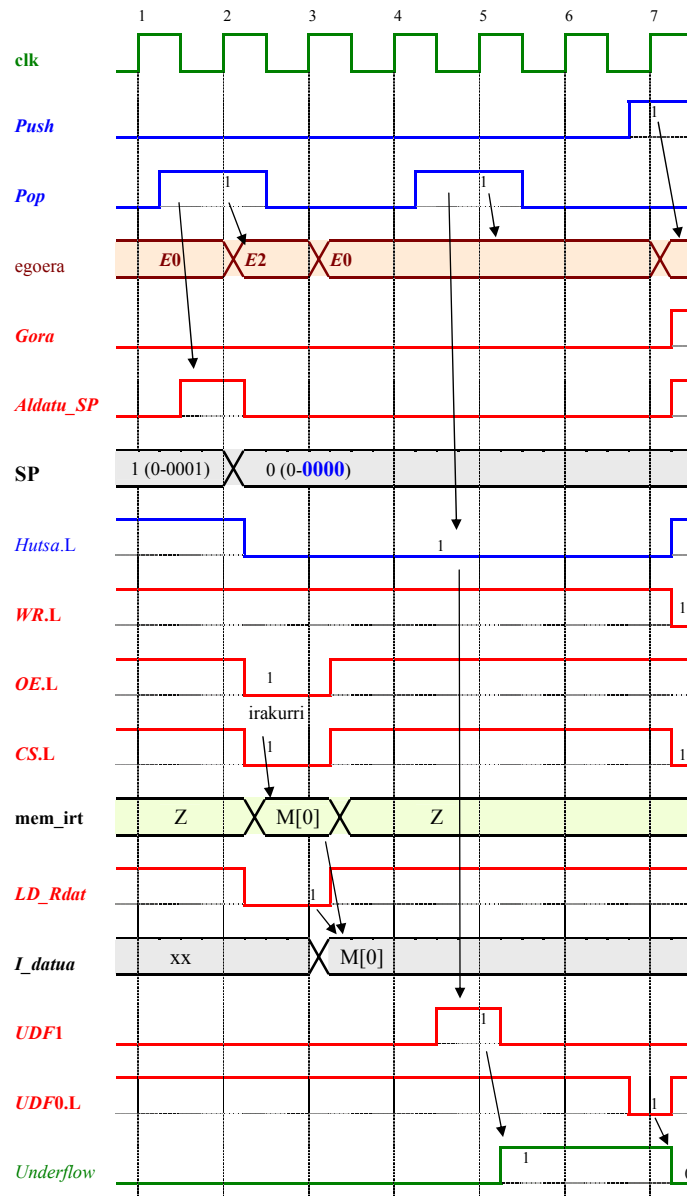 1 2 3 4 5 6 7
clk
Push
1
Pop
1 1
egoera E0 E2 E0
Gora
Aldatu_SP
SP 1 (0-0001) 0 (0-0000)
Hutsa.L
1
WR.L
1
OE.L
1
irakurri
CS.L
1 1
mem_irt Z M[0] Z
LD_Rdat
1
I_datua xx M[0]
UDF1
1
UDF0.L
1
Underflow
1